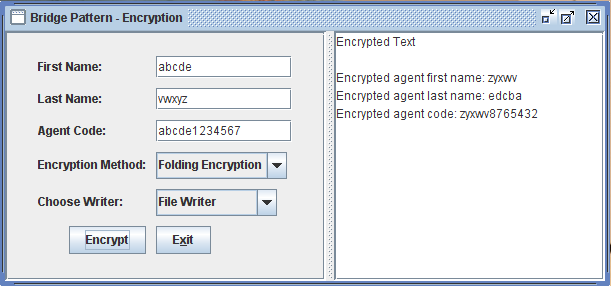 Bridge Pattern - Encryption
First Name: abcde
Last Name: vwxyz
Agent Code: abcde1234567
Encryption Method: Folding Encryption
Choose Writer: File Writer
Encrypt Exit
Encrypted Text
Encrypted agent first name: zyxwv
Encrypted agent last name: edcba
Encrypted agent code: zyxwv8765432